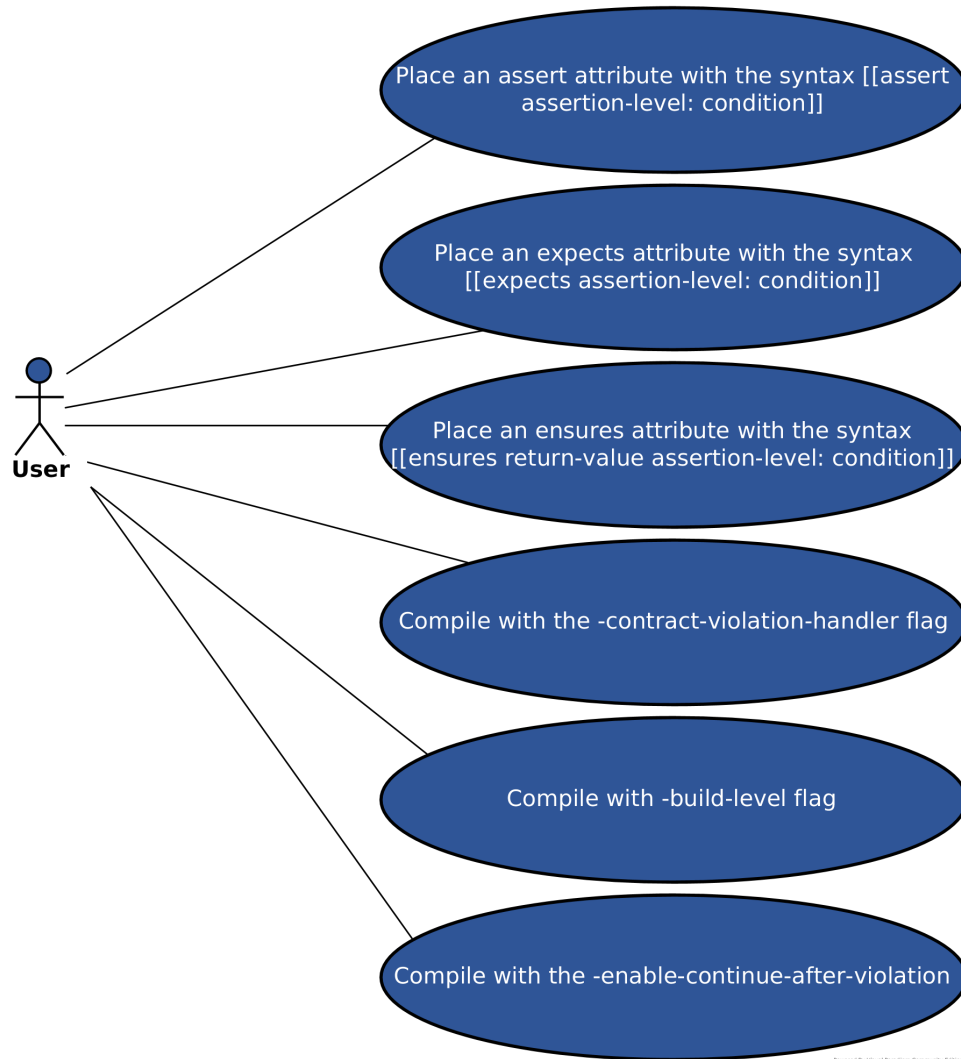 Place an assert attribute with the syntax [[assert
assertion-level: condition]]
Place an expects attribute with the syntax
[[expects assertion-level: condition]]
User
Place an ensures attribute with the syntax
[[ensures return-value assertion-level: condition]]
Compile with the -contract-violation-handler flag
Compile with -build-level flag
Compile with the -enable-continue-after-violation